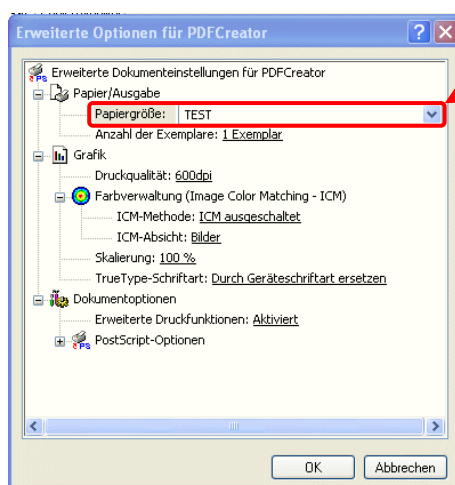 Erweiterte Optionen für PDFCreator
Erweiterte Dokumenteinstellungen für PDFCreator
Papier/Ausgabe
Papiergröße: TEST
Anzahl der Exemplare: 1 Exemplar
Grafik
Druckqualität: 600dpi
Farbverwaltung (Image Color Matching - ICM)
ICM-Methode: ICM ausgeschaltet
ICM-Absicht: Bilder
Skalierung: 100 %
TrueType-Schriftart: Durch Geräteschriftart ersetzen
Dokumentoptionen
Erweiterte Druckfunktionen: Aktiviert
PostScript-Optionen
OK Abbrechen